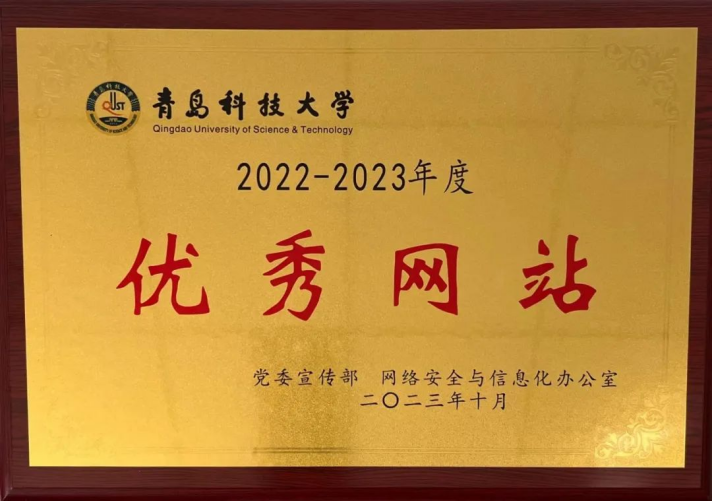 青岛科技大学
Qingdao University of Science & Technology
2022-2023年度
优秀网站
党委宣传部 网络安全与信息化办公室
二〇二三年十月
QUST